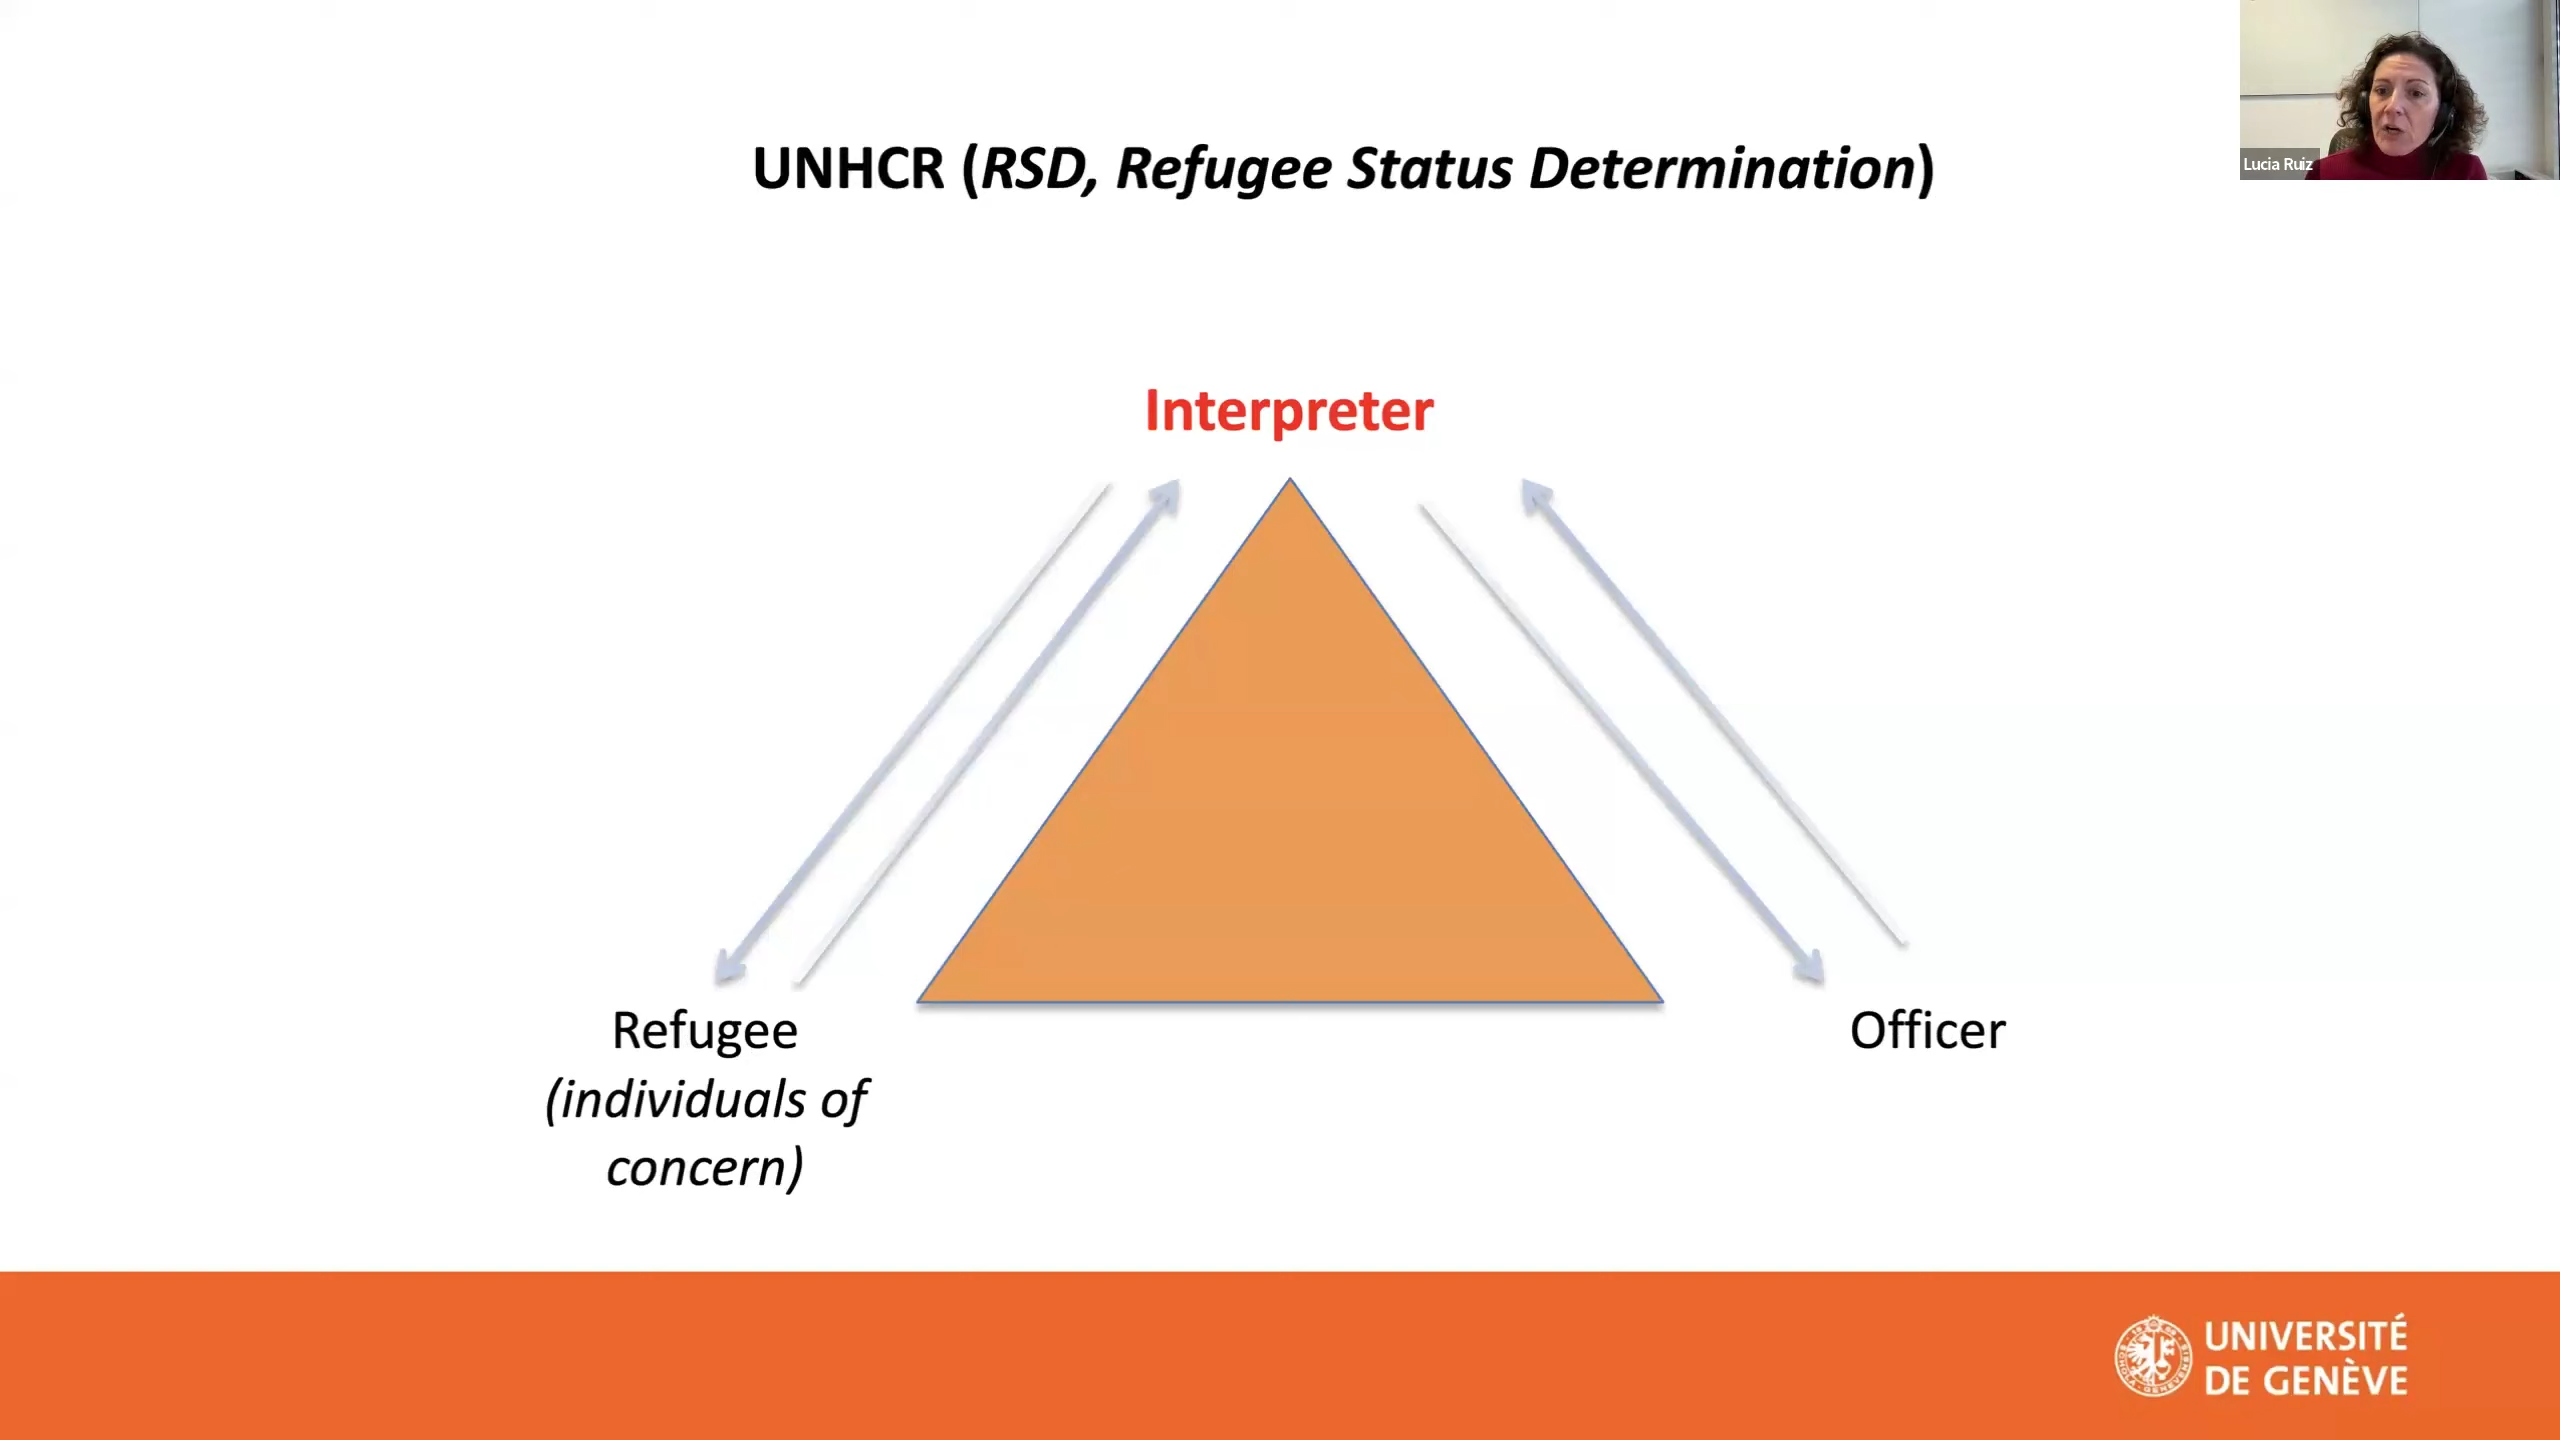 UNHCR (RSD, Refugee Status Determination)
Lucia Ruiz
Interpreter
Refugee
(individuals of
concern)
Officer
UNIVERSITÉ
DE GENÈVE